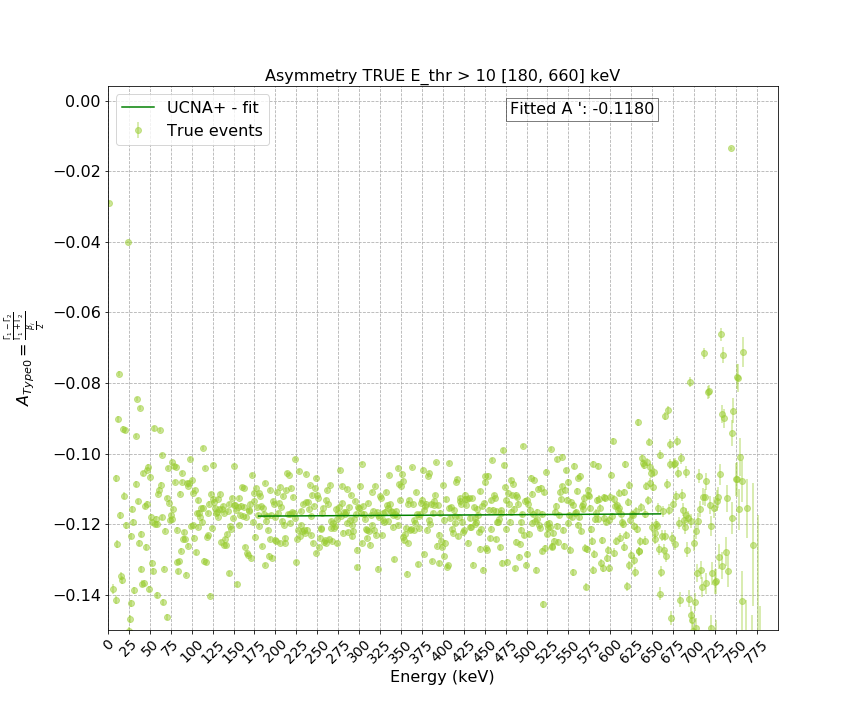 Asymmetry TRUE E_thr > 10 [180, 660] keV
UCNA+ - fit
True events
Fitted A ': -0.1180
0.00
−0.02
−0.04
−0.06
−0.08
−0.10
−0.12
−0.14
0 25 50 75 100 125 150 175 200 225 250 275 300 325 350 375 400 425 450 475 500 525 550 575 600 625 650 675 700 725 750 775
Energy (keV)
A_Type0 =